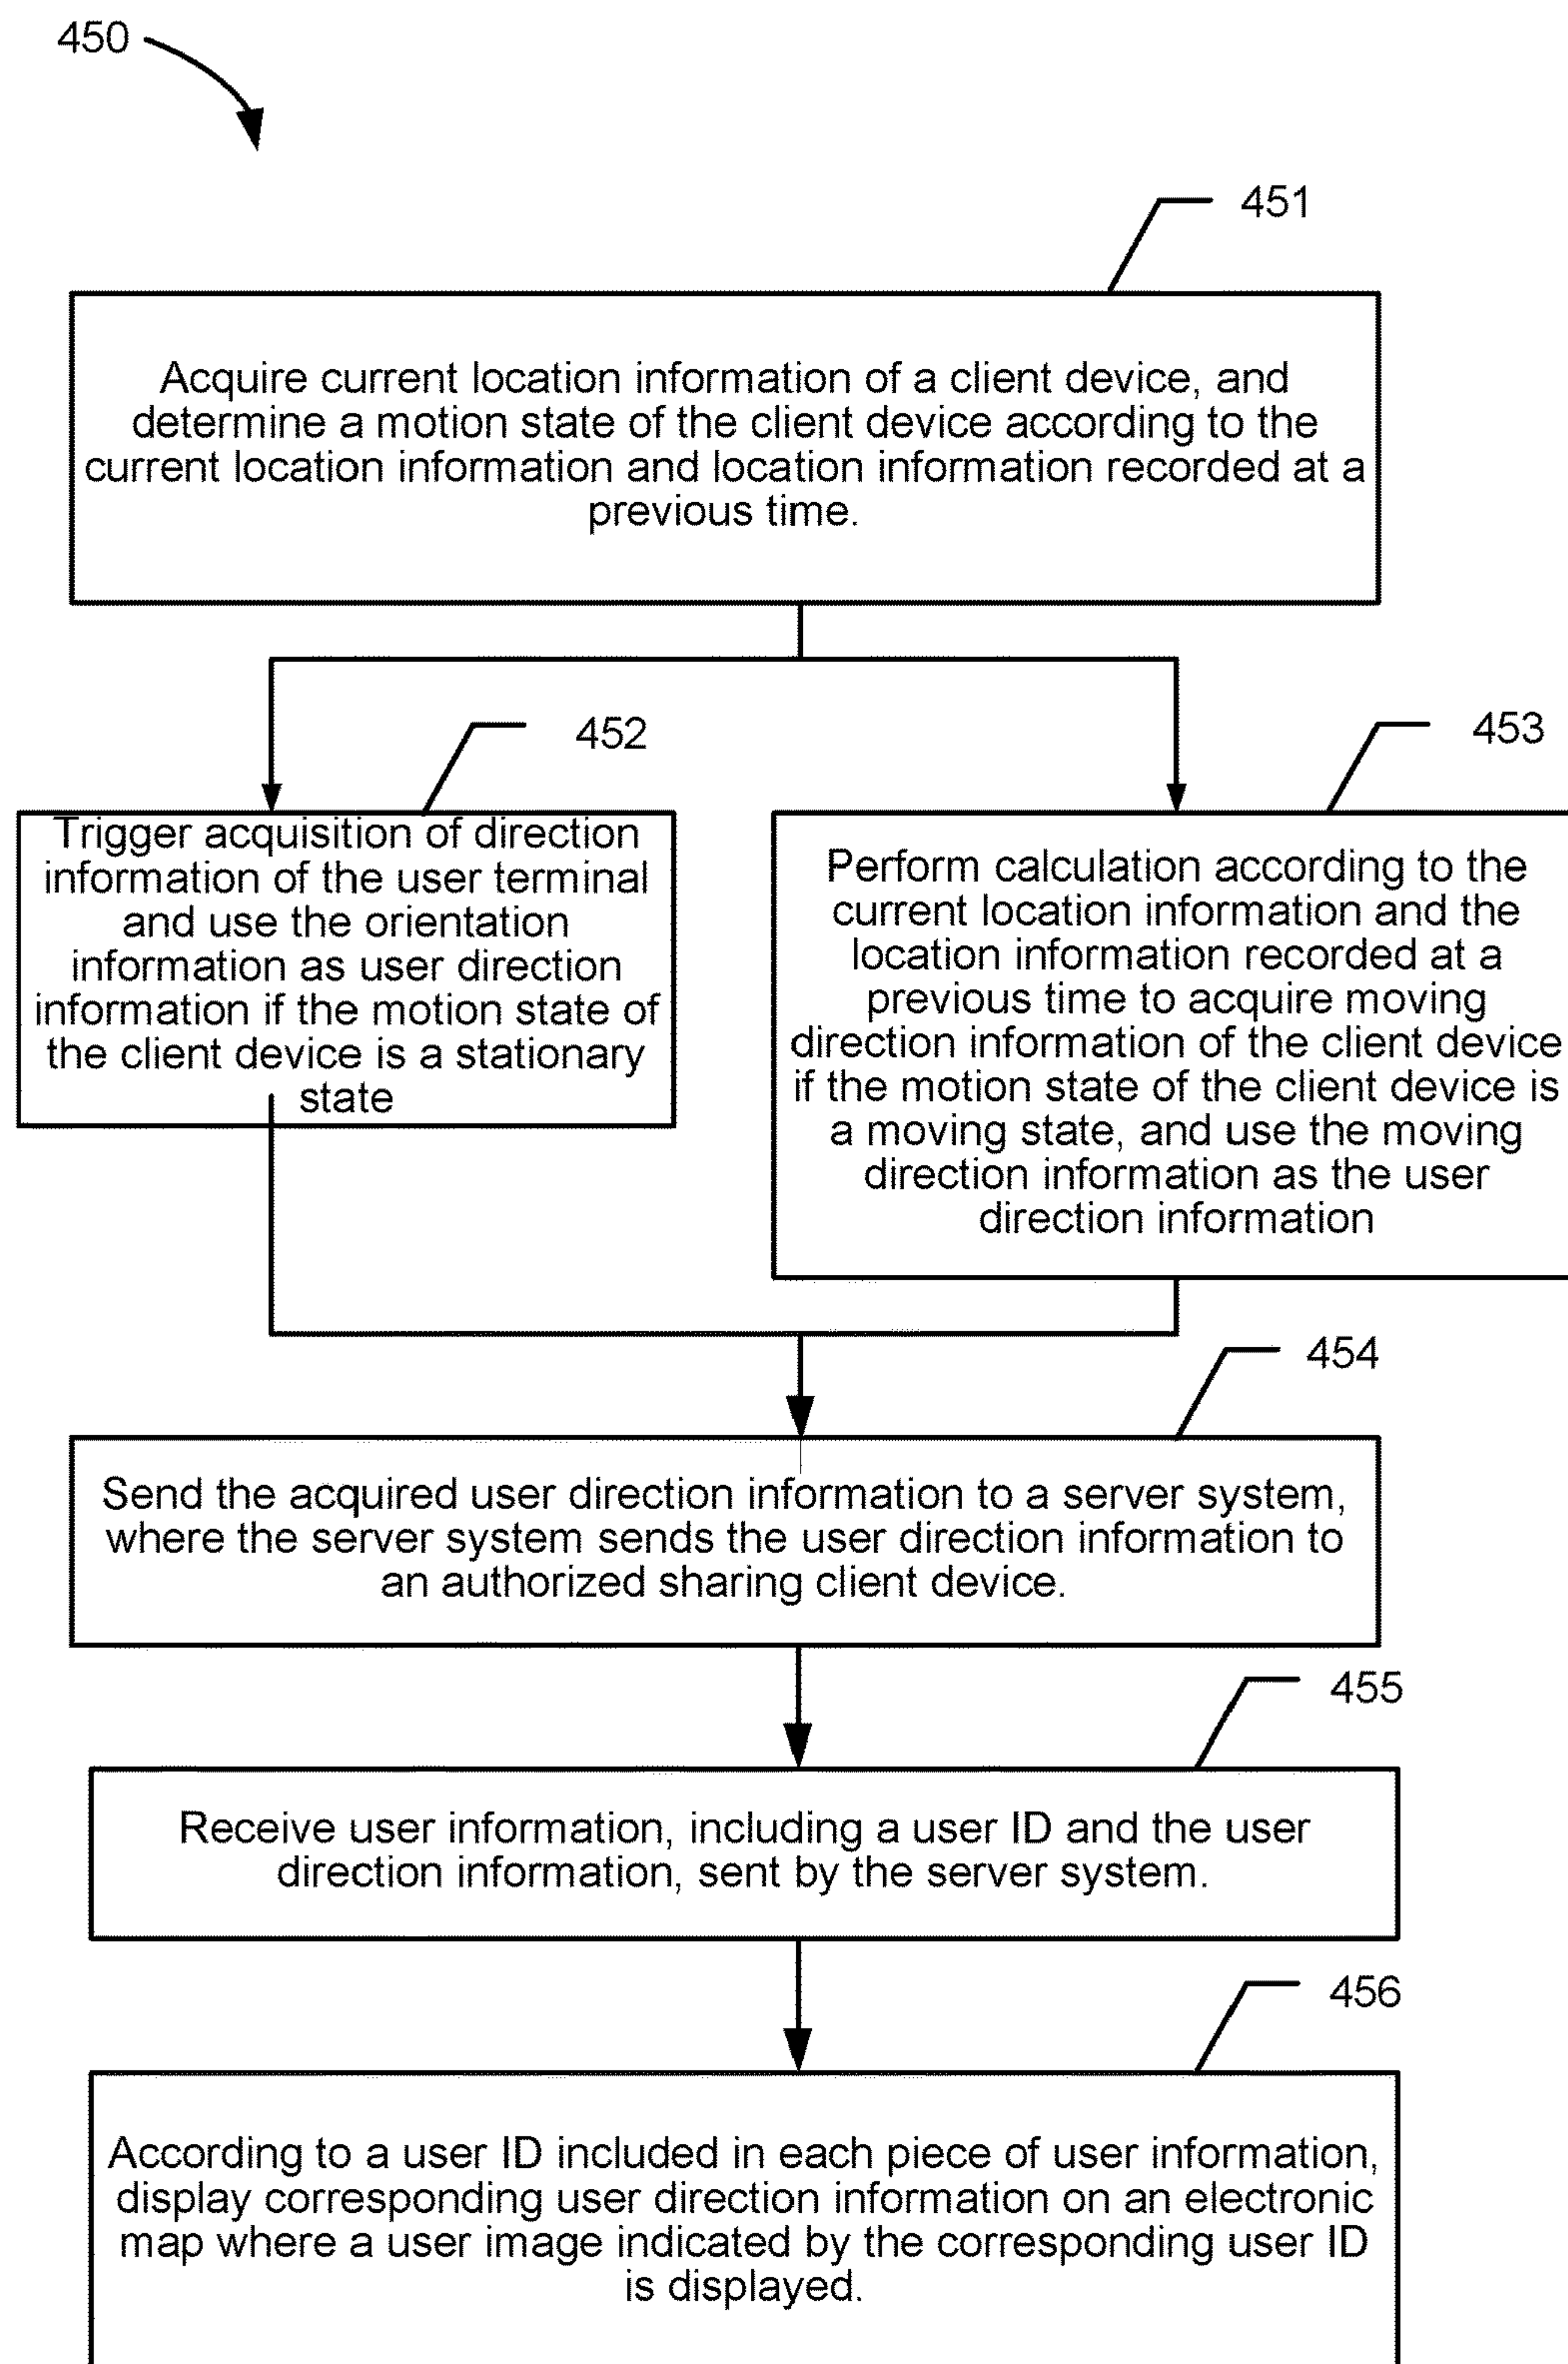 450
451
Acquire current location information of a client device, and
determine a motion state of the client device according to the
current location information and location information recorded at a
previous time.
452
Trigger acquisition of direction
information of the user terminal
and use the orientation
information as user direction
information if the motion state of
the client device is a stationary
state
453
Perform calculation according to the
current location information and the
location information recorded at a
previous time to acquire moving
direction information of the client device
if the motion state of the client device is
a moving state, and use the moving
direction information as the user
direction information
454
Send the acquired user direction information to a server system,
where the server system sends the user direction information to
an authorized sharing client device.
455
Receive user information, including a user ID and the user
direction information, sent by the server system.
456
According to a user ID included in each piece of user information,
display corresponding user direction information on an electronic
map where a user image indicated by the corresponding user ID
is displayed.